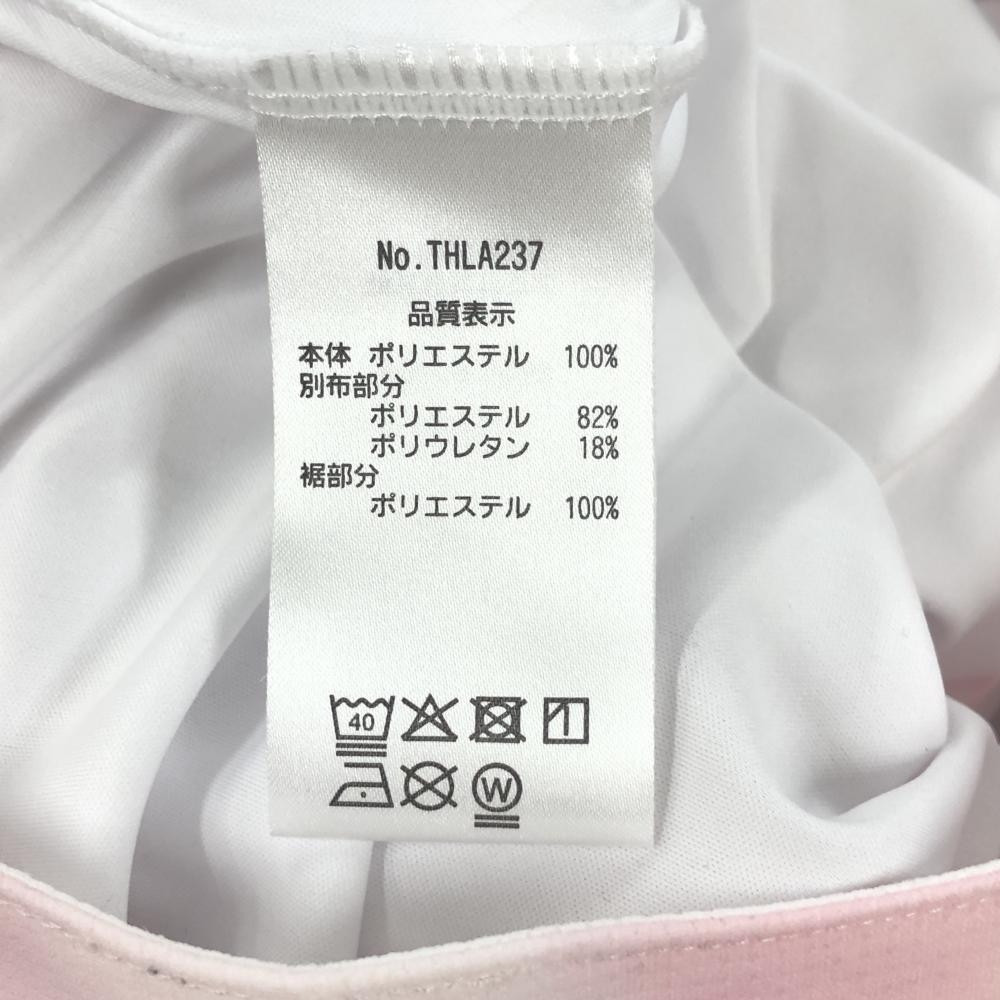 No.THLA237
品質表示
本体 ポリエステル 100%
別布部分
ポリエステル 82%
ポリウレタン 18%
裾部分
ポリエステル 100%
40
W